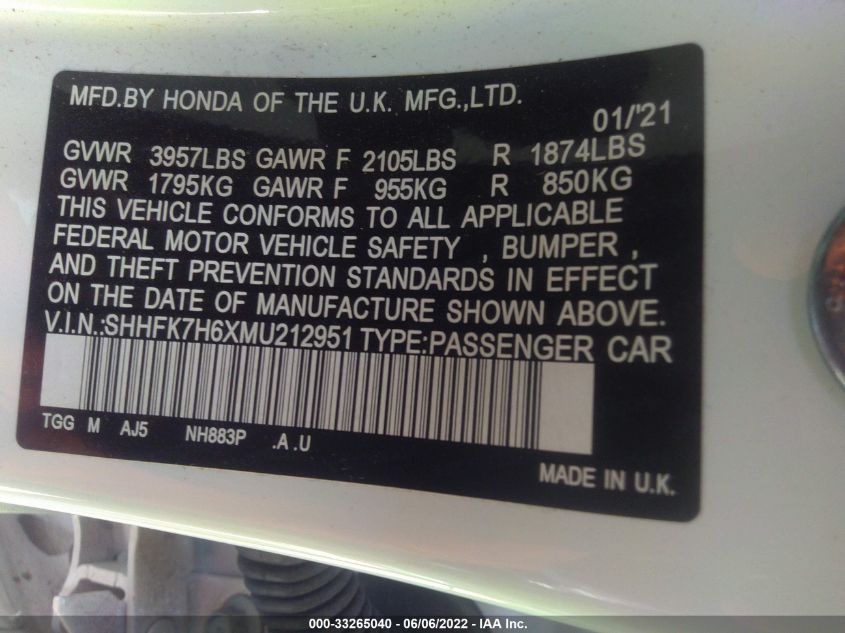 MFD.BY HONDA OF THE U.K. MFG.,LTD.
01/'21
GVWR 3957LBS GAWR F 2105LBS R 1874LBS
GVWR 1795KG GAWR F 955KG R 850KG
THIS VEHICLE CONFORMS TO ALL APPLICABLE
FEDERAL MOTOR VEHICLE SAFETY , BUMPER ,
AND THEFT PREVENTION STANDARDS IN EFFECT
ON THE DATE OF MANUFACTURE SHOWN ABOVE.
V.I.N.:SHHFK7H6XMU212951 TYPE:PASSENGER CAR
TGG M AJ5 NH883P .A .U
MADE IN U.K.
000-33265040 - 06/06/2022 - IAA Inc.